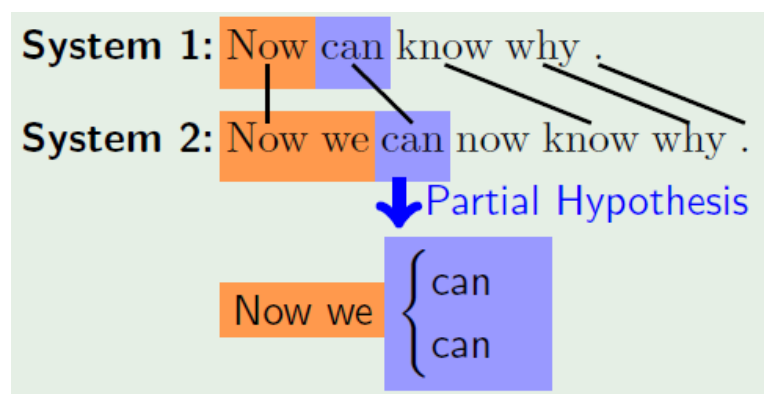 System 1: Now can know why .
System 2: Now we can now know why .
Partial Hypothesis
can
Now we
can